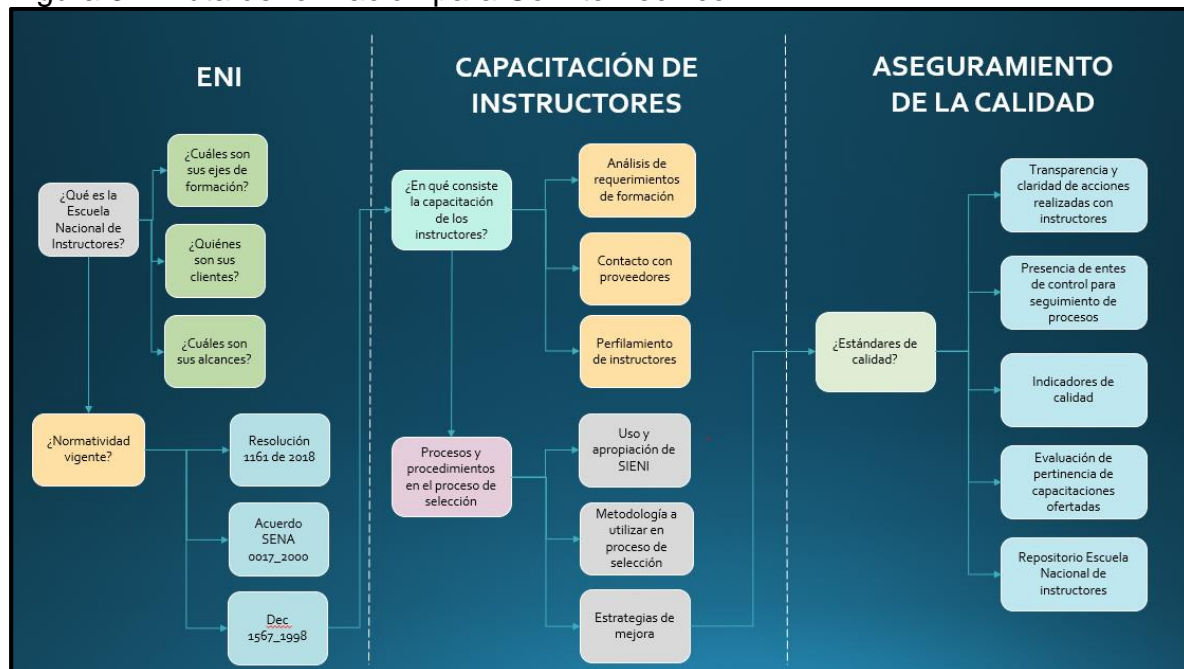 ENI
¿Qué es la
Escuela
Nacional de
Instructores?
¿Cuáles son
sus ejes de
formación?
¿Quiénes
son sus
clientes?
¿Cuáles son
sus alcances?
¿Normatividad
vigente?
Resolución
1161 de 2018
Acuerdo
SENA
0017_2000
Dec
1567_1998
CAPACITACIÓN DE
INSTRUCTORES
¿En qué consiste
la capacitación
de los
instructores?
Análisis de
requerimientos
de formación
Contacto con
proveedores
Perfilamiento
de instructores
Procesos y
procedimientos
en el proceso de
selección
Uso y
apropiación de
SIENI
Metodología a
utilizar en
proceso de
selección
Estrategias de
mejora
ASEGURAMIENTO
DE LA CALIDAD
¿Estándares de
calidad?
Transparencia y
claridad de acciones
realizadas con
instructores
Presencia de entes
de control para
seguimiento de
procesos
Indicadores de
calidad
Evaluación de
pertinencia de
capacitaciones
ofertadas
Repositorio Escuela
Nacional de
instructores